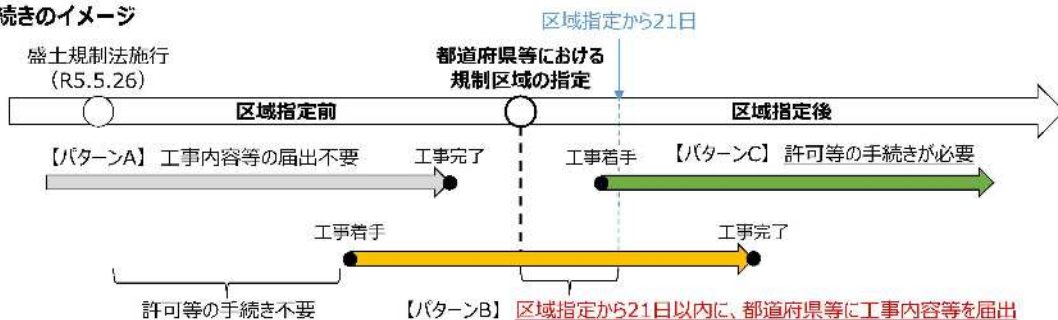 続きのイメージ
区域指定から21日
盛土規制法施行
(R5.5.26)
都道府県等における
規制区域の指定
区域指定前
区域指定後
【パターンA】 工事内容等の届出不要
工事完了
工事着手
【パターンC】 許可等の手続きが必要
工事着手
工事完了
許可等の手続き不要
【パターンB】 区域指定から21日以内に、都道府県等に工事内容等を届出